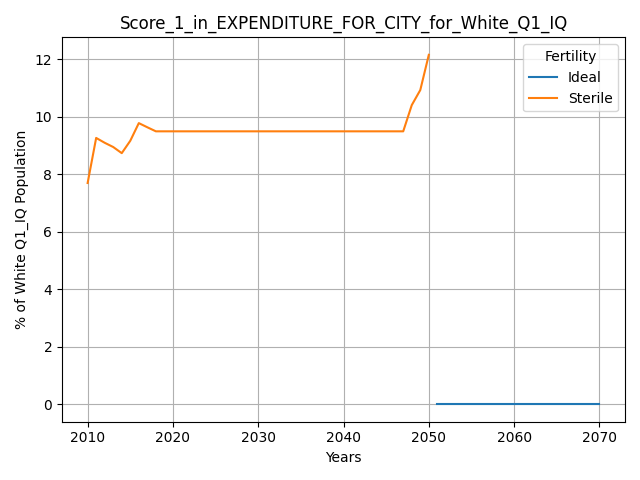 Score_1_in_EXPENDITURE_FOR_CITY_for_White_Q1_IQ
Fertility
Ideal
Sterile
% of White Q1_IQ Population
12
10
8
6
4
2
0
2010 2020 2030 2040 2050 2060 2070
Years